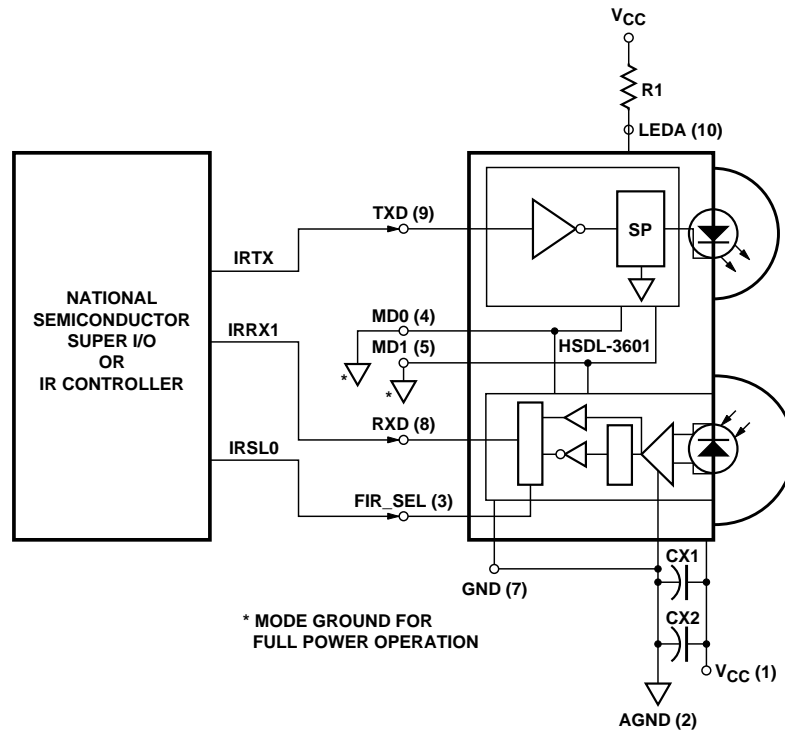 VCC
R1
LEDA (10)
TXD (9)
SP
IRTX
NATIONAL
SEMICONDUCTOR
SUPER I/O
OR
IR CONTROLLER
MD0 (4)
HSDL-3601
IRRX1
MD1 (5)
*
*
RXD (8)
IRSL0
FIR_SEL (3)
CX1
GND (7)
* MODE GROUND FOR
FULL POWER OPERATION
CX2
VCC (1)
AGND (2)